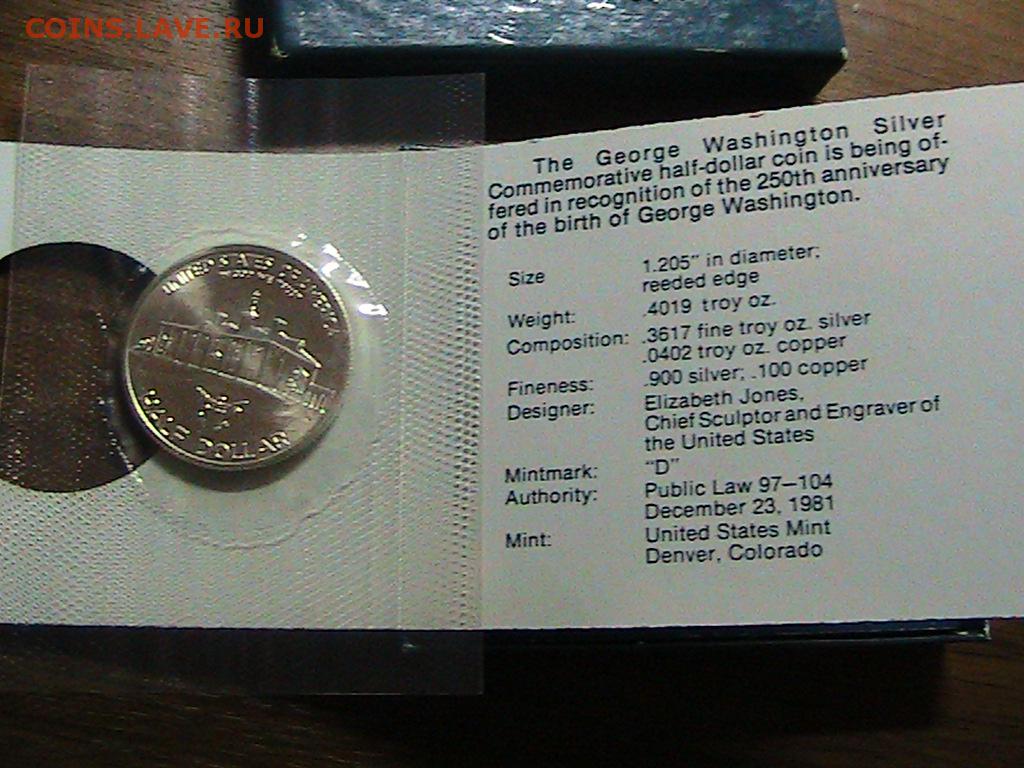 COINS.LAVE.RU
The George Washington Silver
Commemorative half-dollar coin is being of-
fered in recognition of the 250th anniversary
of the birth of George Washington.
Size 1.205" in diameter;
reeded edge
Weight: .4019 troy oz.
Composition: .3617 fine troy oz. silver
.0402 troy oz. copper
Fineness: .900 silver; .100 copper
Designer: Elizabeth Jones,
Chief Sculptor and Engraver of
the United States
Mintmark: "D"
Authority: Public Law 97–104
December 23, 1981
Mint: United States Mint
Denver, Colorado
UNITED STATES OF AMERICA
HALF DOLLAR